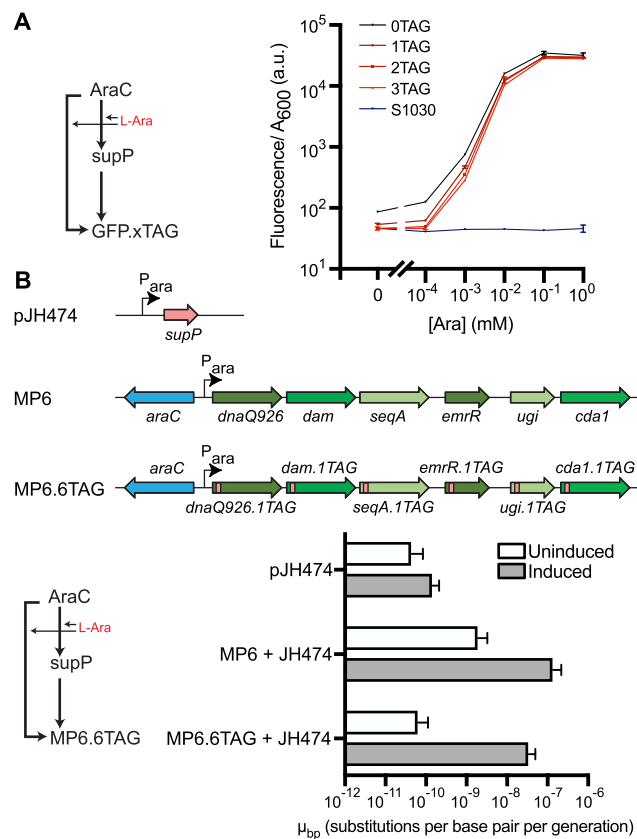 A
AraC
L-Ara
supP
GFP.xTAG
Fluorescence/ A600 (a.u.)
10^5
10^4
10^3
10^2
10^1
0TAG
1TAG
2TAG
3TAG
S1030
0
10^-4
10^-3
10^-2
10^-1
10^0
[Ara] (mM)
B
pJH474
Para
supP
MP6
Para
araC
dnaQ926
dam
seqA
emrR
ugi
cda1
MP6.6TAG
araC
Para
dam.1TAG
emrR.1TAG
cda1.1TAG
dnaQ926.1TAG
seqA.1TAG
ugi.1TAG
AraC
L-Ara
supP
MP6.6TAG
Uninduced
Induced
pJH474
MP6 + JH474
MP6.6TAG + JH474
10^-12
10^-11
10^-10
10^-9
10^-8
10^-7
10^-6
μbp (substitutions per base pair per generation)